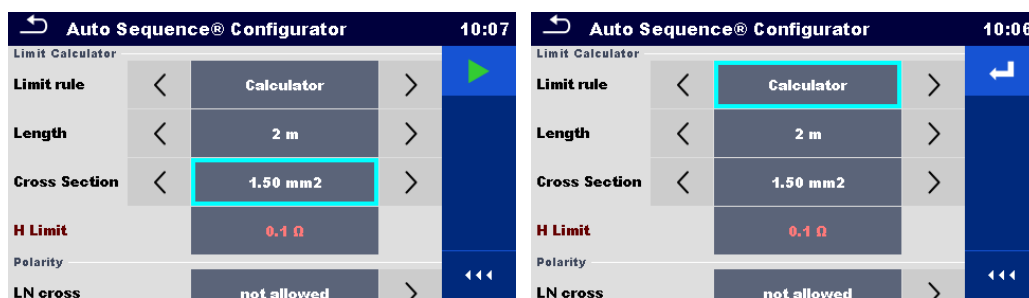 Auto Sequence® Configurator 10:07
Limit Calculator
Limit rule Calculator
Length 2 m
Cross Section 1.50 mm2
H Limit 0.1 Ω
Polarity
LN cross not allowed
Auto Sequence® Configurator 10:06
Limit Calculator
Limit rule Calculator
Length 2 m
Cross Section 1.50 mm2
H Limit 0.1 Ω
Polarity
LN cross not allowed